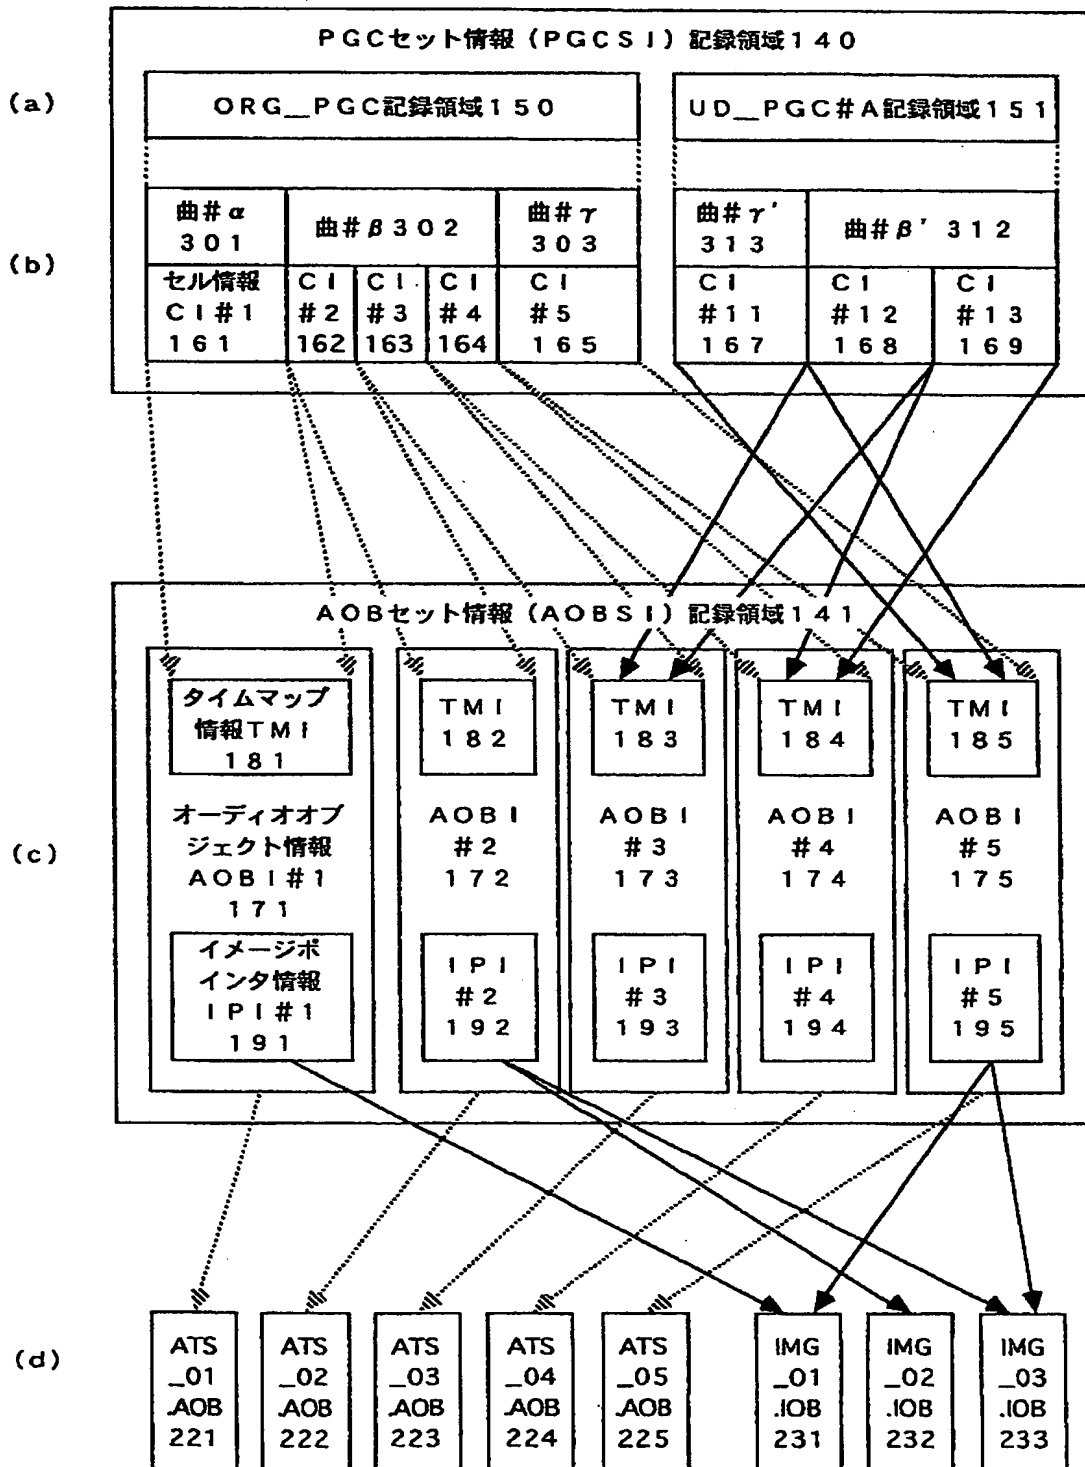 PGCセット情報（PGCSI）記録領域140
(a)
ORG__PGC記録領域150
UD__PGC#A記録領域151
(b)
曲#α
301
曲#β302
曲#γ
303
曲#γ'
313
曲#β'312
セル情報
CI#1
161
CI
#2
162
CI
#3
163
CI
#4
164
CI
#5
165
CI
#11
167
CI
#12
168
CI
#13
169
AOBセット情報（AOBSI）記録領域141
(c)
タイムマップ
情報TMI
181
TMI
182
TMI
183
TMI
184
TMI
185
オーディオオブ
ジェクト情報
AOBI#1
171
AOBI
#2
172
AOBI
#3
173
AOBI
#4
174
AOBI
#5
175
イメージポ
インタ情報
IPI#1
191
IPI
#2
192
IPI
#3
193
IPI
#4
194
IPI
#5
195
(d)
ATS
_01
.AOB
221
ATS
_02
.AOB
222
ATS
_03
.AOB
223
ATS
_04
.AOB
224
ATS
_05
.AOB
225
IMG
_01
.IOB
231
IMG
_02
.IOB
232
IMG
_03
.IOB
233